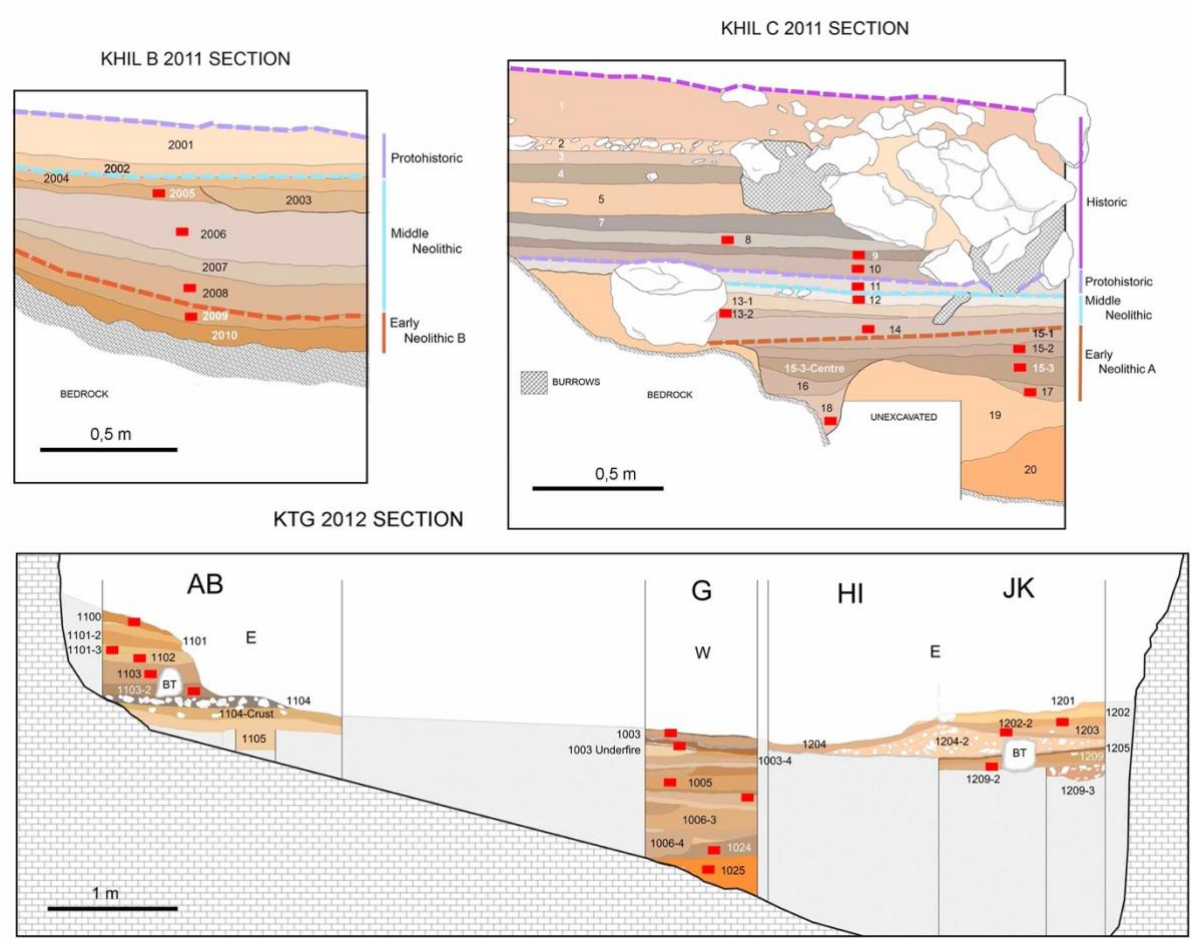 KHIL B 2011 SECTION
2001
2002
2004
2005
2003
2006
2007
2008
2009
2010
Protohistoric
Middle
Neolithic
Early
Neolithic B
BEDROCK
0,5 m
KHIL C 2011 SECTION
1
2
3
4
5
7
8
9
10
11
12
13-1
13-2
14
15-1
15-2
15-3
15-3-Centre
16
17
18
19
20
Historic
Protohistoric
Middle
Neolithic
Early
Neolithic A
BURROWS
BEDROCK
UNEXCAVATED
0,5 m
KTG 2012 SECTION
AB
G
HI
JK
E
W
E
1100
1101-2
1101-3
1101
1102
1103
1103-2
BT
1104
1104-Crust
1105
1003
1003 Underfire
1003-4
1005
1006-3
1006-4
1024
1025
1204
1201
1202
1202-2
1203
1204-2
1205
BT
1209
1209-2
1209-3
1 m